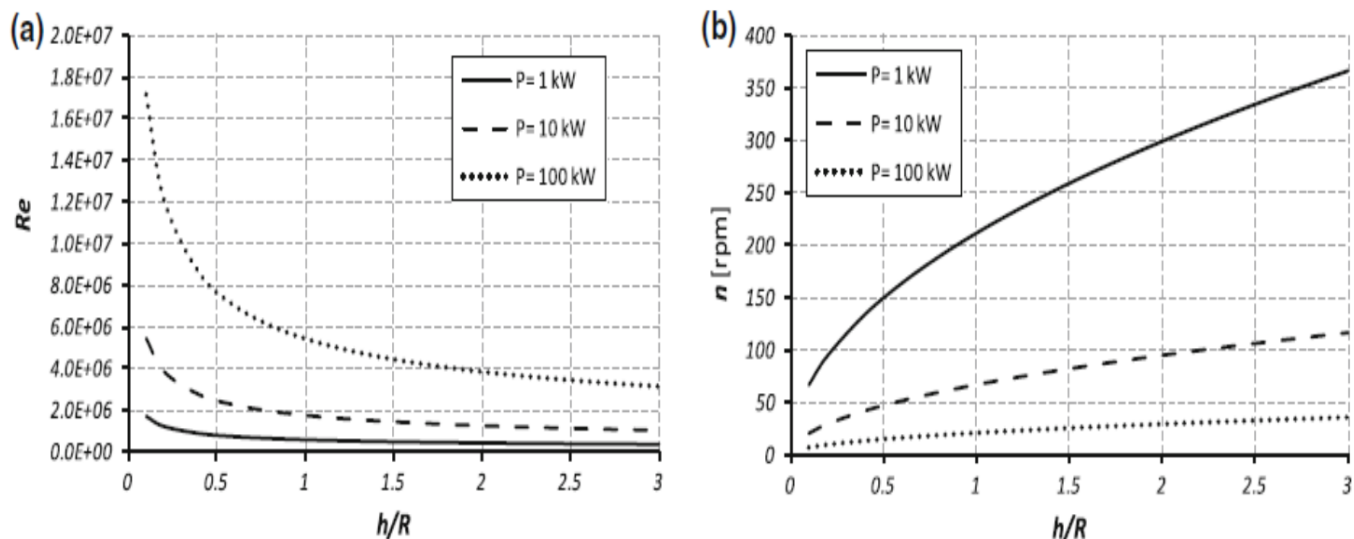 (a)
2.0E+07
1.8E+07
1.6E+07
1.4E+07
1.2E+07
1.0E+07
8.0E+06
6.0E+06
4.0E+06
2.0E+06
0.0E+00
Re
P= 1 kW
P= 10 kW
P= 100 kW
0 0.5 1 1.5 2 2.5 3
h/R
(b)
400
350
300
250
200
150
100
50
0
n [rpm]
P= 1 kW
P= 10 kW
P= 100 kW
0 0.5 1 1.5 2 2.5 3
h/R